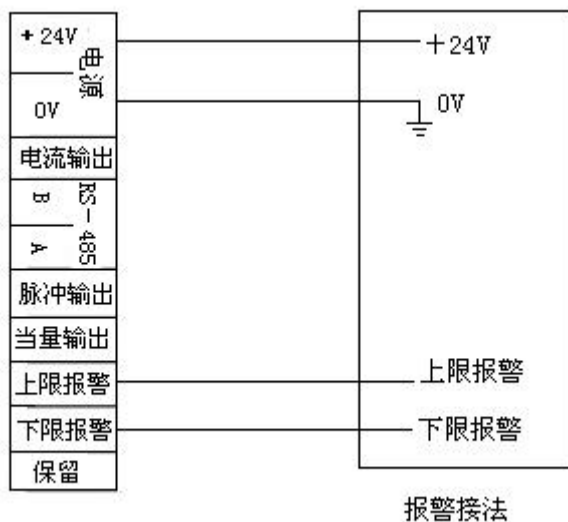 +24V
电源
0V
电流输出
B
A
RS-485
脉冲输出
当量输出
上限报警
下限报警
保留
+24V
0V
上限报警
下限报警
报警接法